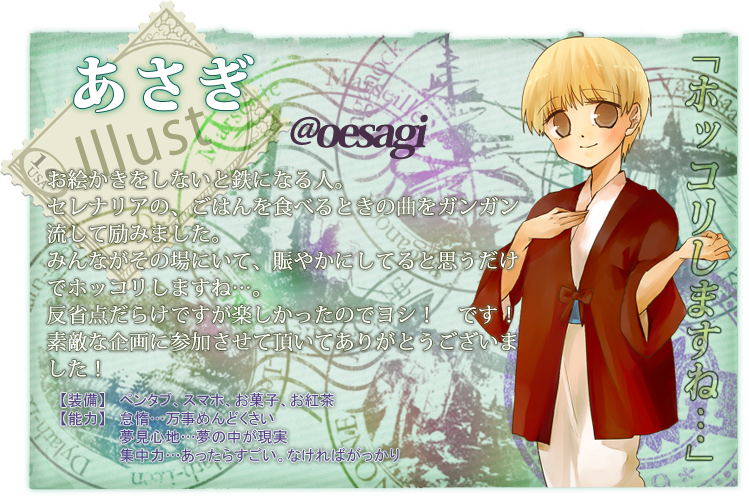 あさぎ
Illust
@oesagi
お絵かきをしないと鉄になる人。
セレナリアの、ごはんを食べるときの曲をガンガン
流して励みました。
みんながその場にいて、賑やかにしてると思うだけ
でホッコリしますね…。
反省点だらけですが楽しかったのでヨシ！　です！
素敵な企画に参加させて頂いてありがとうございま
した！
【装備】　ペンタブ、スマホ、お菓子、お紅茶
【能力】　怠惰…万事めんどくさい
夢見心地…夢の中が現実
集中力…あったらすごい。なければがっかり
「ホッコリしますね…」